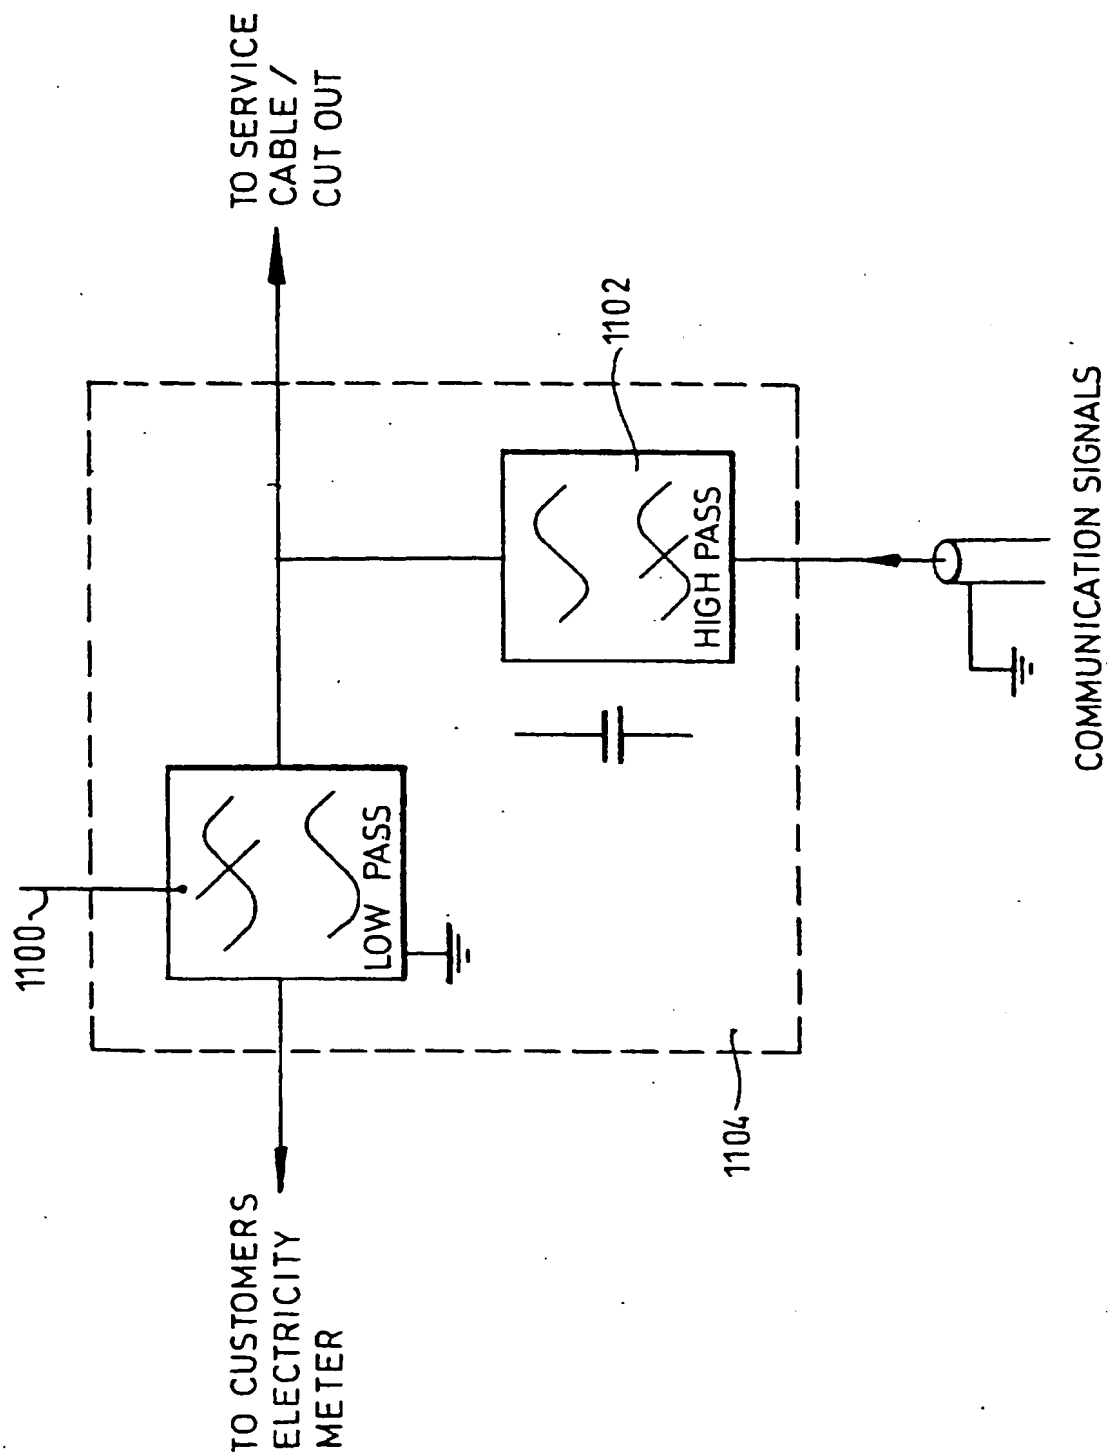 TO SERVICE
CABLE /
CUT OUT
1102
HIGH PASS
COMMUNICATION SIGNALS
1100
LOW PASS
1104
TO CUSTOMERS
ELECTRICITY
METER